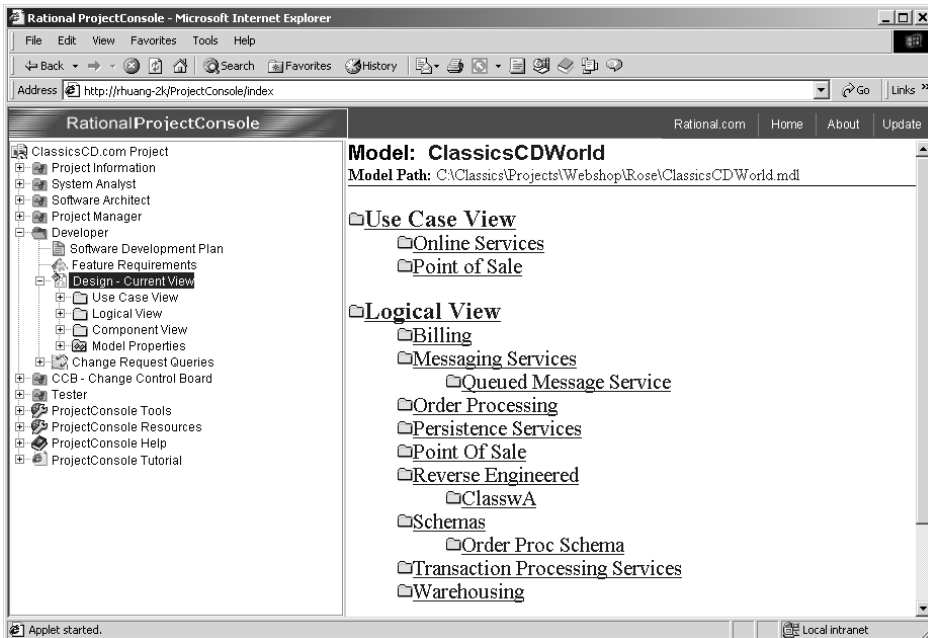 Rational ProjectConsole - Microsoft Internet Explorer
File Edit View Favorites Tools Help
Back Search Favorites History
Address http://rhuang-2k/ProjectConsole/index Go Links »
RationalProjectConsole Rational.com Home About Update
ClassicsCD.com Project
Project Information
System Analyst
Software Architect
Project Manager
Developer
Software Development Plan
Feature Requirements
Design - Current View
Use Case View
Logical View
Component View
Model Properties
Change Request Queries
CCB - Change Control Board
Tester
ProjectConsole Tools
ProjectConsole Resources
ProjectConsole Help
ProjectConsole Tutorial
Model: ClassicsCDWorld
Model Path: C:\Classics\Projects\Webshop\Rose\ClassicsCDWorld.mdl
Use Case View
Online Services
Point of Sale
Logical View
Billing
Messaging Services
Queued Message Service
Order Processing
Persistence Services
Point Of Sale
Reverse Engineered
ClasswA
Schemas
Order Proc Schema
Transaction Processing Services
Warehousing
Applet started. Local intranet